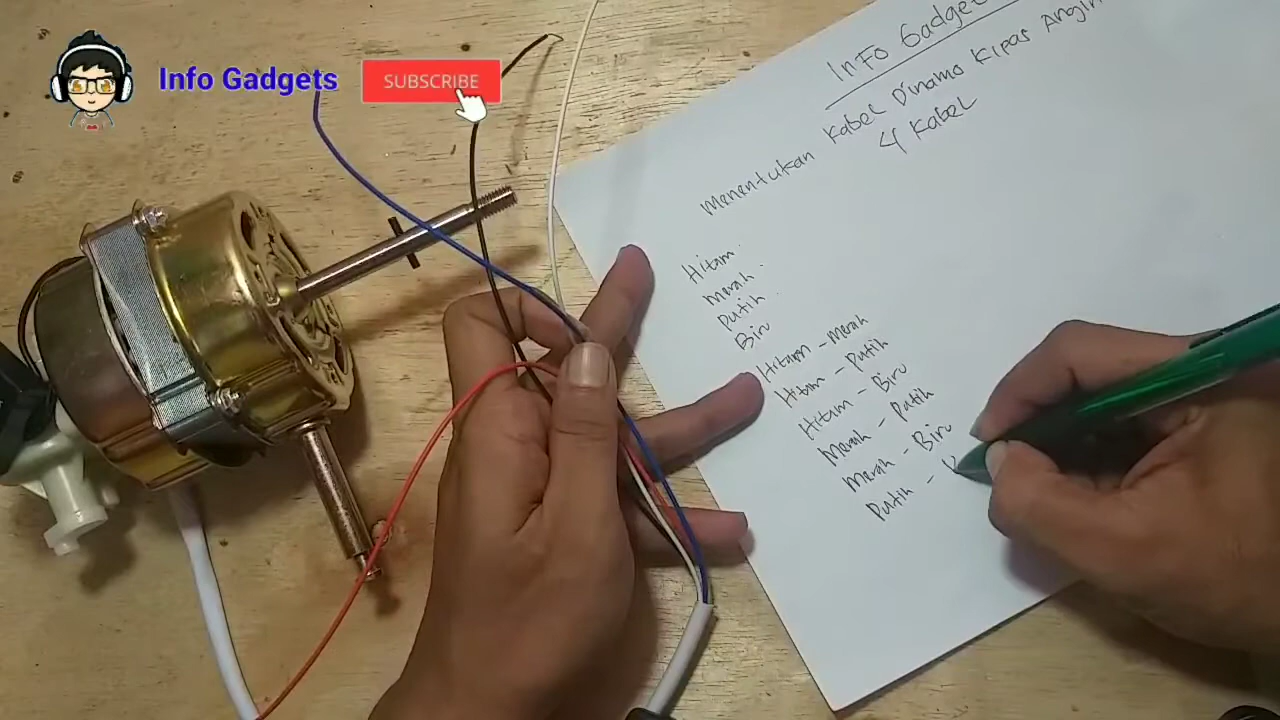 Info Gadgets
SUBSCRIBE
InFo Gadget
Menentukan Kabel Dinamo Kipas Angin
4 Kabel
Hitam
Merah
Putih
Biru
Hitam - Merah
Hitam - Putih
Hitam - Biru
Merah - Putih
Merah - Biru
Putih -